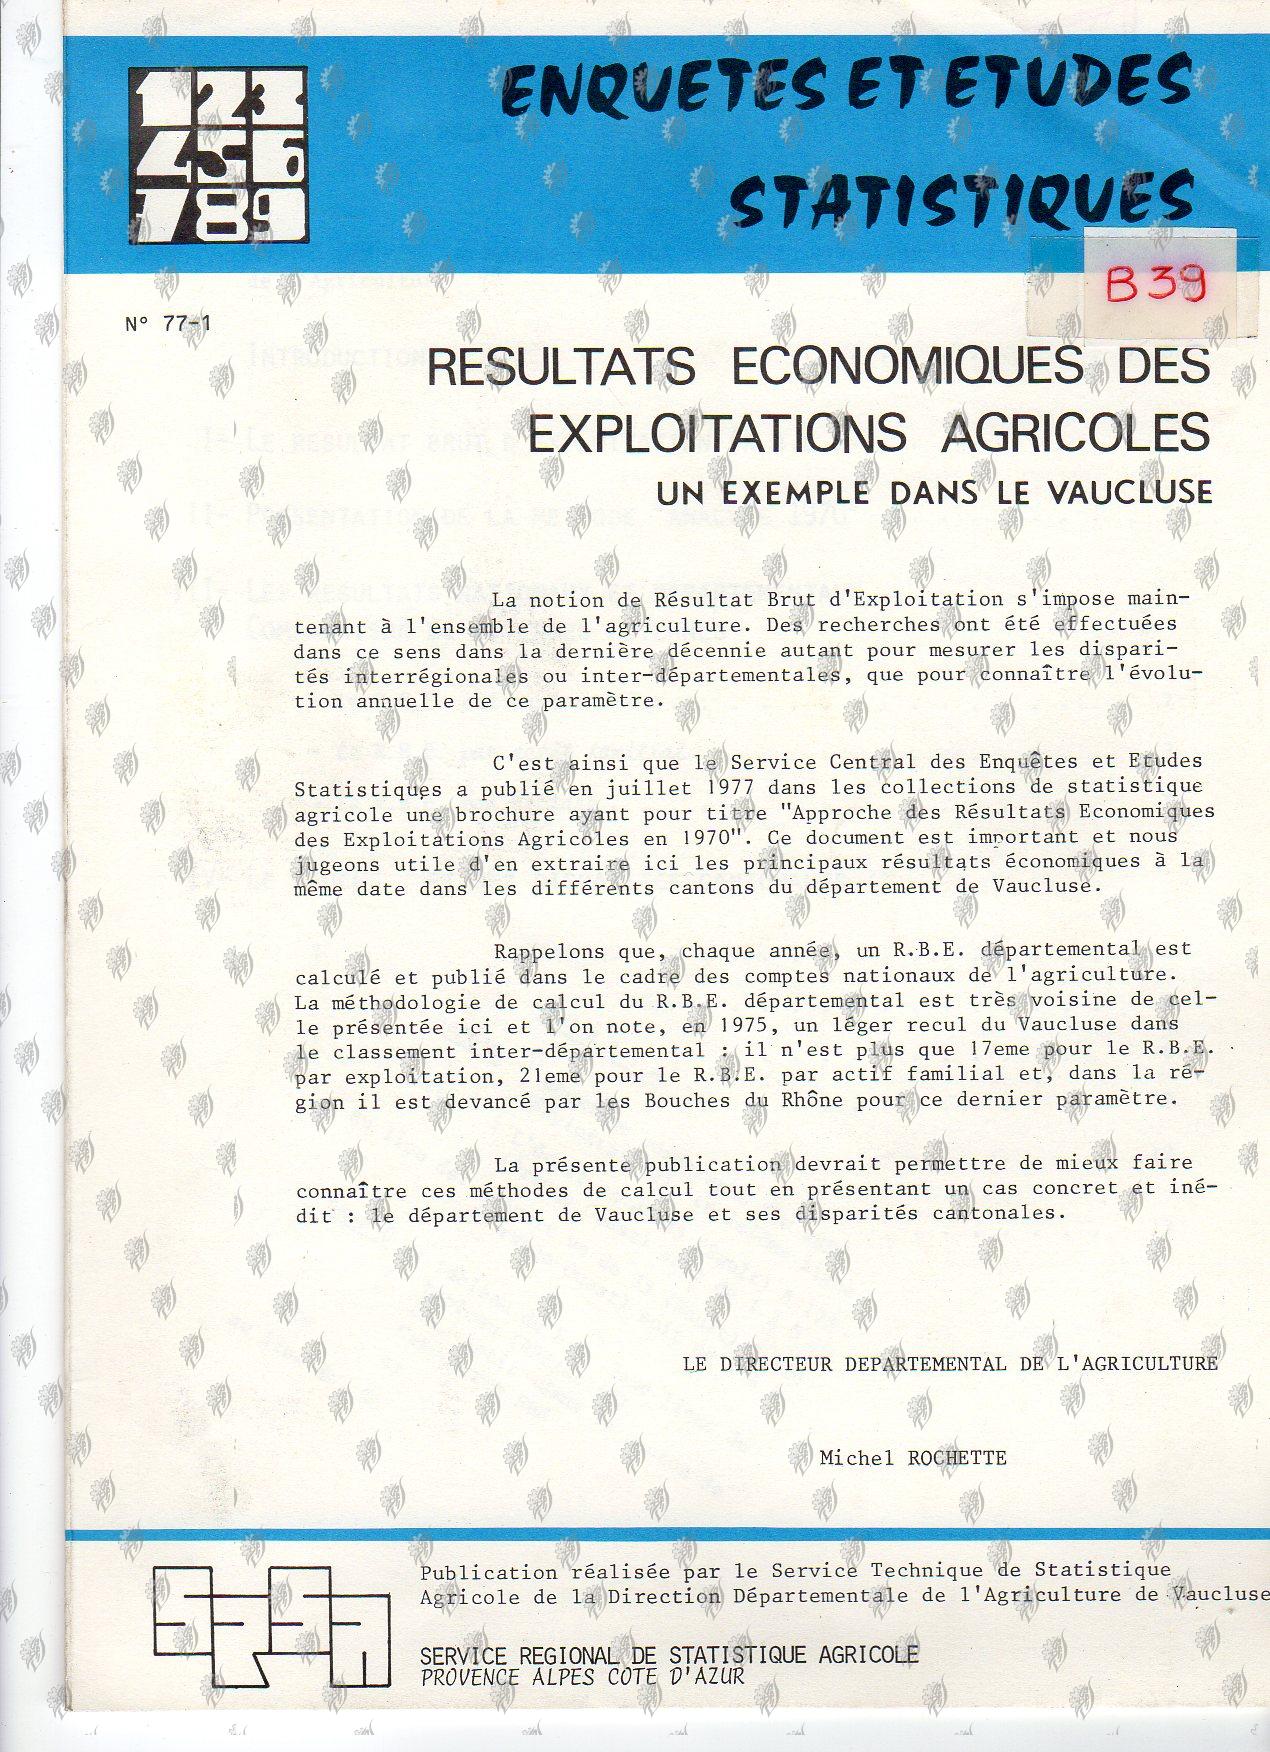 123
456
789
ENQUETES ET ETUDES
STATISTIQUES
B 39
N° 77-1
RESULTATS ECONOMIQUES DES
EXPLOITATIONS AGRICOLES
UN EXEMPLE DANS LE VAUCLUSE
La notion de Résultat Brut d'Exploitation s'impose main-
tenant à l'ensemble de l'agriculture. Des recherches ont été effectuées
dans ce sens dans la dernière décennie autant pour mesurer les dispari-
tés interrégionales ou inter-départementales, que pour connaître l'évolu-
tion annuelle de ce paramètre.
C'est ainsi que le Service Central des Enquêtes et Etudes
Statistiques a publié en juillet 1977 dans les collections de statistique
agricole une brochure ayant pour titre "Approche des Résultats Economiques
des Exploitations Agricoles en 1970". Ce document est important et nous
jugeons utile d'en extraire ici les principaux résultats économiques à la
même date dans les différents cantons du département de Vaucluse.
Rappelons que, chaque année, un R.B.E. départemental est
calculé et publié dans le cadre des comptes nationaux de l'agriculture.
La méthodologie de calcul du R.B.E. départemental est très voisine de cel-
le présentée ici et l'on note, en 1975, un léger recul du Vaucluse dans
le classement inter-départemental : il n'est plus que 17eme pour le R.B.E.
par exploitation, 21eme pour le R.B.E. par actif familial et, dans la ré-
gion il est devancé par les Bouches du Rhône pour ce dernier paramètre.
La présente publication devrait permettre de mieux faire
connaître ces méthodes de calcul tout en présentant un cas concret et iné-
dit : le département de Vaucluse et ses disparités cantonales.
LE DIRECTEUR DEPARTEMENTAL DE L'AGRICULTURE
Michel ROCHETTE
Publication réalisée par le Service Technique de Statistique
Agricole de la Direction Départementale de l'Agriculture de Vaucluse
SERVICE REGIONAL DE STATISTIQUE AGRICOLE
PROVENCE ALPES COTE D'AZUR